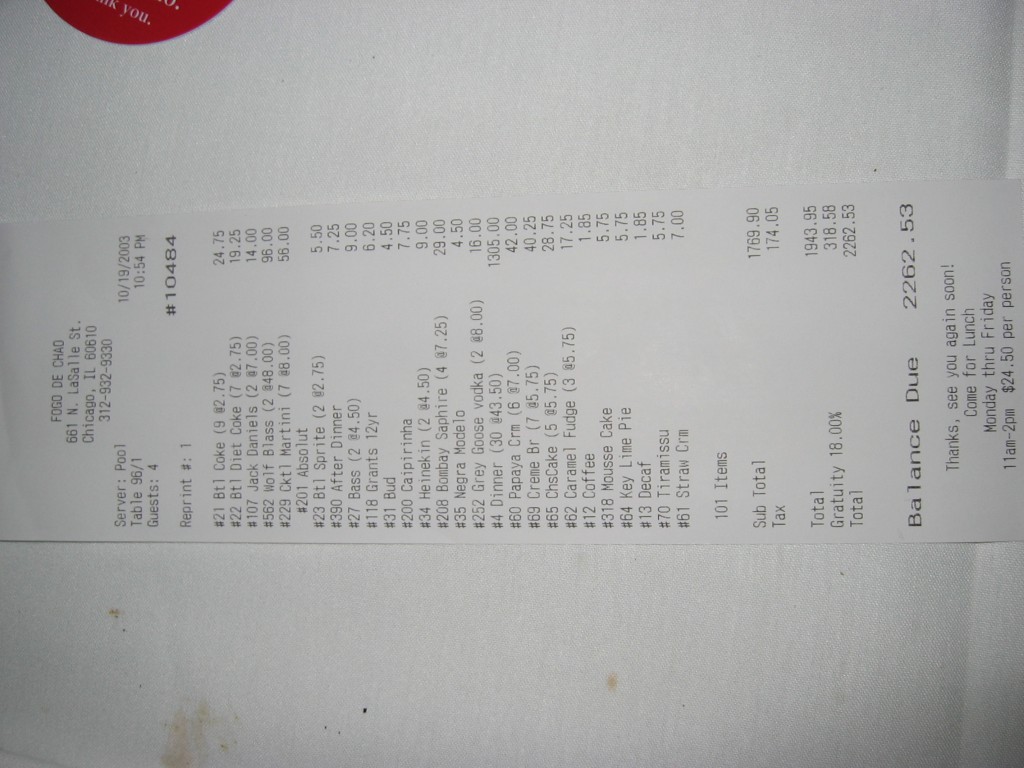 you.
FOGO DE CHAO
661 N. LaSalle St.
Chicago, IL 60610
312-932-9330
Server: Pool 10/19/2003
Table 96/1 10:54 PM
Guests: 4
#10484
Reprint #: 1
#21 Btl Coke (9 @2.75) 24.75
#22 Btl Diet Coke (7 @2.75) 19.25
#107 Jack Daniels (2 @7.00) 14.00
#562 Wolf Blass (2 @48.00) 96.00
#229 Cktl Martini (7 @8.00) 56.00
#201 Absolut
#23 Btl Sprite (2 @2.75) 5.50
#390 After Dinner 7.25
#27 Bass (2 @4.50) 9.00
#118 Grants 12yr 6.20
#31 Bud 4.50
#200 Caipirinha 7.75
#34 Heinekin (2 @4.50) 9.00
#208 Bombay Saphire (4 @7.25) 29.00
#35 Negra Modelo 4.50
#252 Grey Goose vodka (2 @8.00) 16.00
#4 Dinner (30 @43.50) 1305.00
#60 Papaya Crm (6 @7.00) 42.00
#69 Creme Br (7 @5.75) 40.25
#65 ChsCake (5 @5.75) 28.75
#62 Caramel Fudge (3 @5.75) 17.25
#12 Coffee 1.85
#318 Mousse Cake 5.75
#64 Key Lime Pie 5.75
#13 Decaf 1.85
#70 Tiramissu 5.75
#61 Straw Crm 7.00
101 Items
Sub Total 1769.90
Tax 174.05
Total 1943.95
Gratuity 18.00% 318.58
Total 2262.53
Balance Due 2262.53
Thanks, see you again soon!
Come for Lunch
Monday thru Friday
11am-2pm $24.50 per person